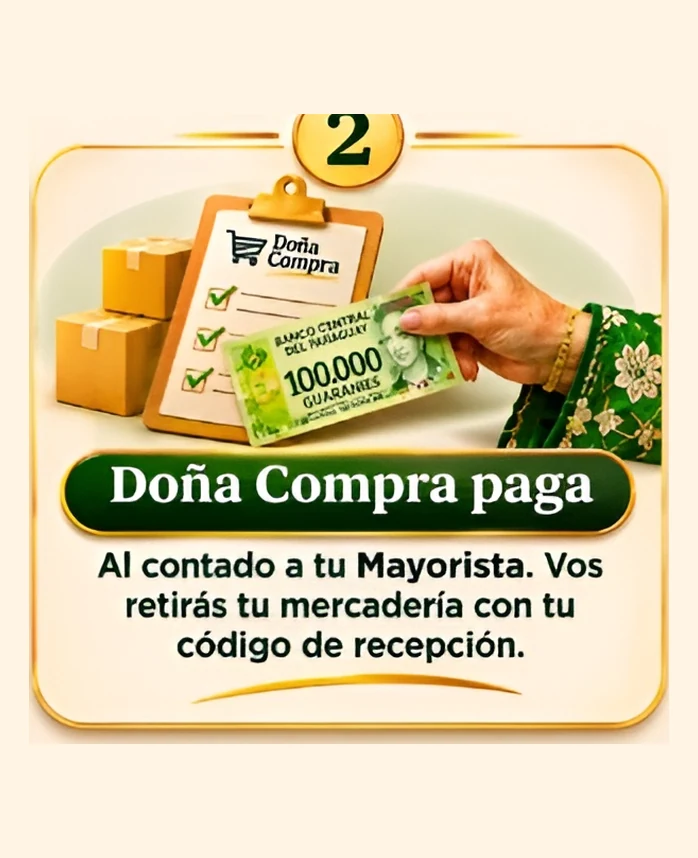 2
Doña
Compra
BANCO CENTRAL
DEL PARAGUAY
100.000
GUARANIES
Doña Compra paga
Al contado a tu Mayorista. Vos
retirás tu mercadería con tu
código de recepción.